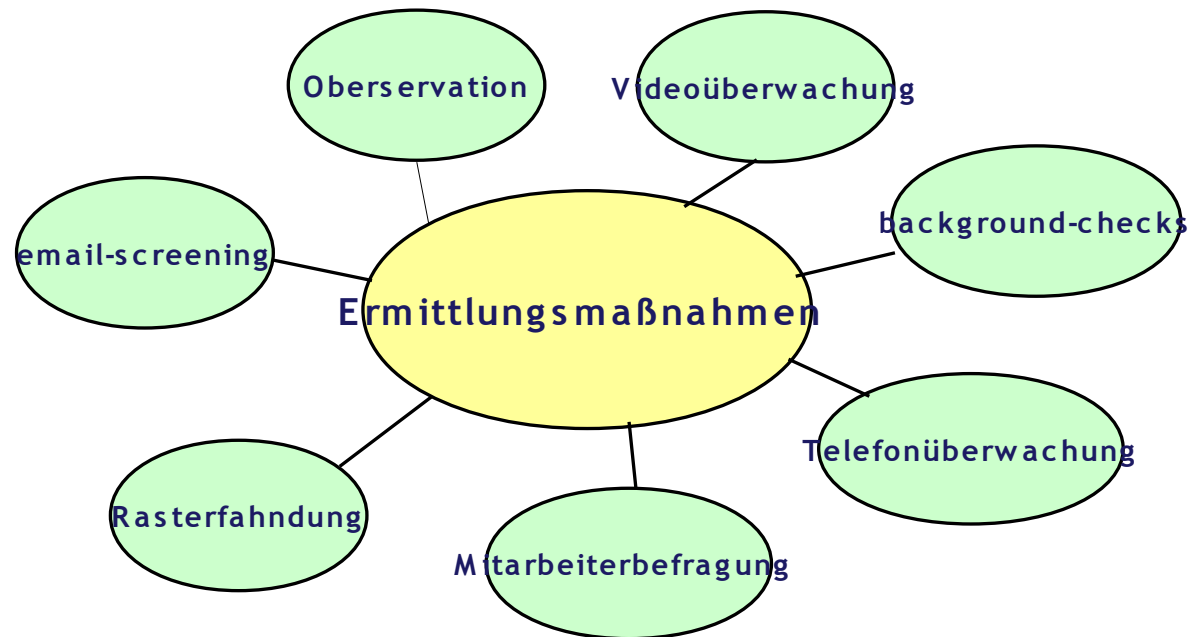 Oberservation
Videoüberwachung
background-checks
email-screening
Ermittlungsmaßnahmen
Telefonüberwachung
Rasterfahndung
Mitarbeiterbefragung